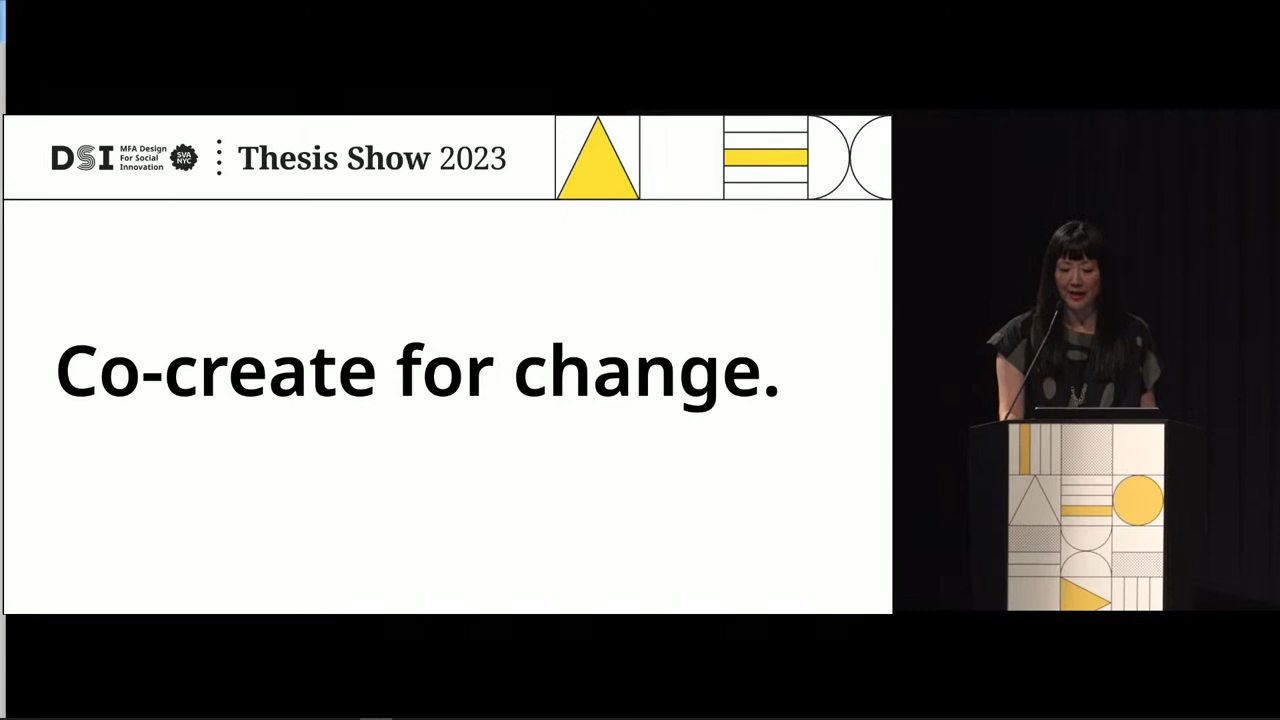 DSI
MFA Design
For Social
Innovation
SVA
NYC
Thesis Show 2023
Co-create for change.